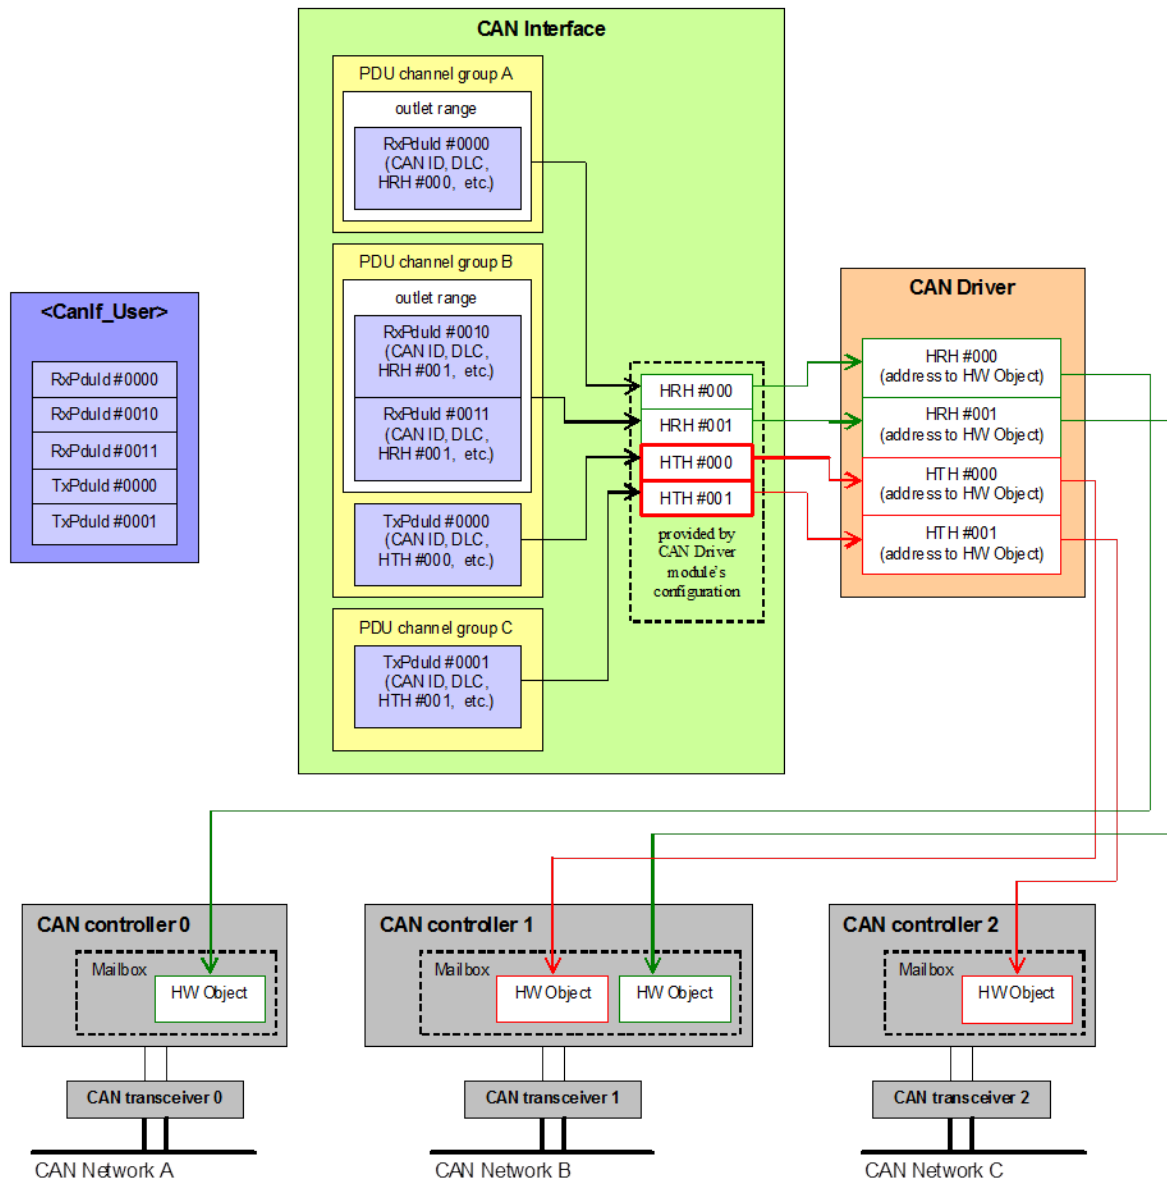 CAN Interface
PDU channel group A
outlet range
RxPduId #0000
(CAN ID, DLC,
HRH #000, etc.)
PDU channel group B
outlet range
RxPduId #0010
(CAN ID, DLC,
HRH #001, etc.)
RxPduId #0011
(CAN ID, DLC,
HRH #001, etc.)
TxPduId #0000
(CAN ID, DLC,
HTH #000, etc.)
PDU channel group C
TxPduId #0001
(CAN ID, DLC,
HTH #001, etc.)
HRH #000
HRH #001
HTH #000
HTH #001
provided by
CAN Driver
module's
configuration
<CanIf_User>
RxPduId #0000
RxPduId #0010
RxPduId #0011
TxPduId #0000
TxPduId #0001
CAN Driver
HRH #000
(address to HW Object)
HRH #001
(address to HW Object)
HTH #000
(address to HW Object)
HTH #001
(address to HW Object)
CAN controller 0
Mailbox
HW Object
CAN transceiver 0
CAN Network A
CAN controller 1
Mailbox
HW Object
HW Object
CAN transceiver 1
CAN Network B
CAN controller 2
Mailbox
HW Object
CAN transceiver 2
CAN Network C